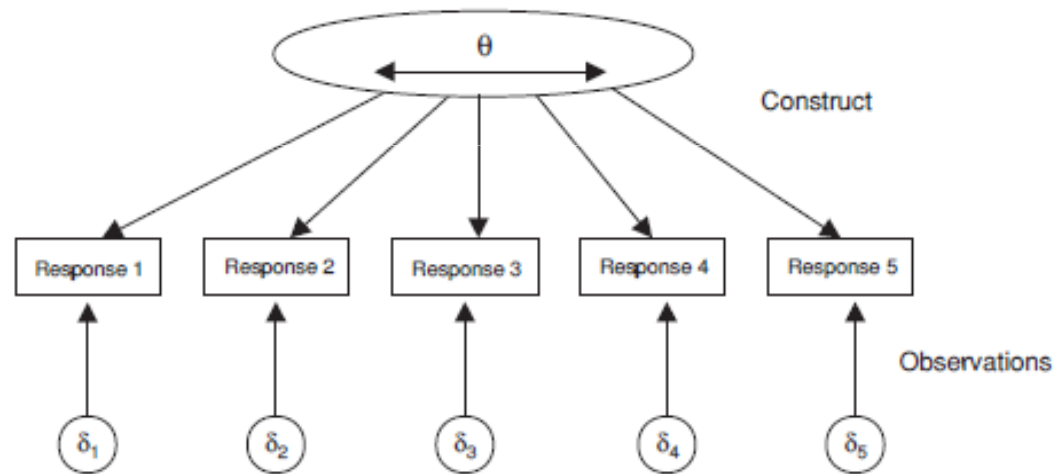 θ
Construct
Response 1
Response 2
Response 3
Response 4
Response 5
Observations
δ1
δ2
δ3
δ4
δ5